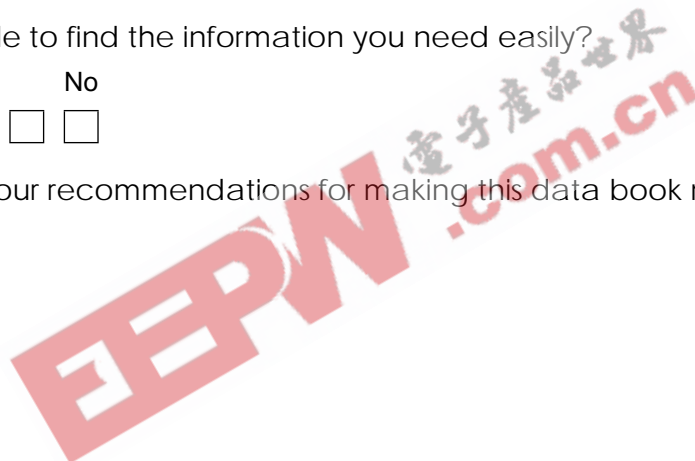 le to find the information you need easily?
No
our recommendations for making this data book
EEPW
電子產品世界
.com.cn